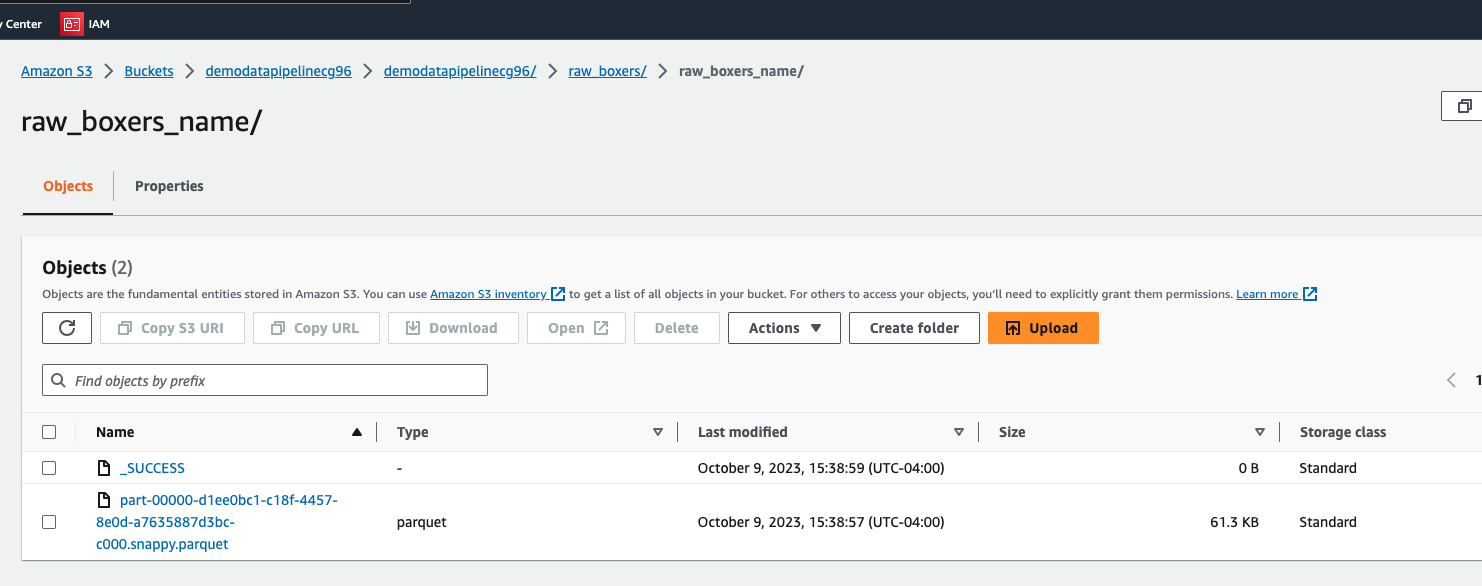 y Center IAM
Amazon S3 > Buckets > demodatapipelinecg96 > demodatapipelinecg96/ > raw_boxers/ > raw_boxers_name/
raw_boxers_name/
Objects Properties
Objects (2)
Objects are the fundamental entities stored in Amazon S3. You can use Amazon S3 inventory to get a list of all objects in your bucket. For others to access your objects, you'll need to explicitly grant them permissions. Learn more
Copy S3 URI Copy URL Download Open Delete Actions Create folder Upload
Find objects by prefix 1
Name Type Last modified Size Storage class
_SUCCESS - October 9, 2023, 15:38:59 (UTC-04:00) 0 B Standard
part-00000-d1ee0bc1-c18f-4457-
8e0d-a7635887d3bc- parquet October 9, 2023, 15:38:57 (UTC-04:00) 61.3 KB Standard
c000.snappy.parquet